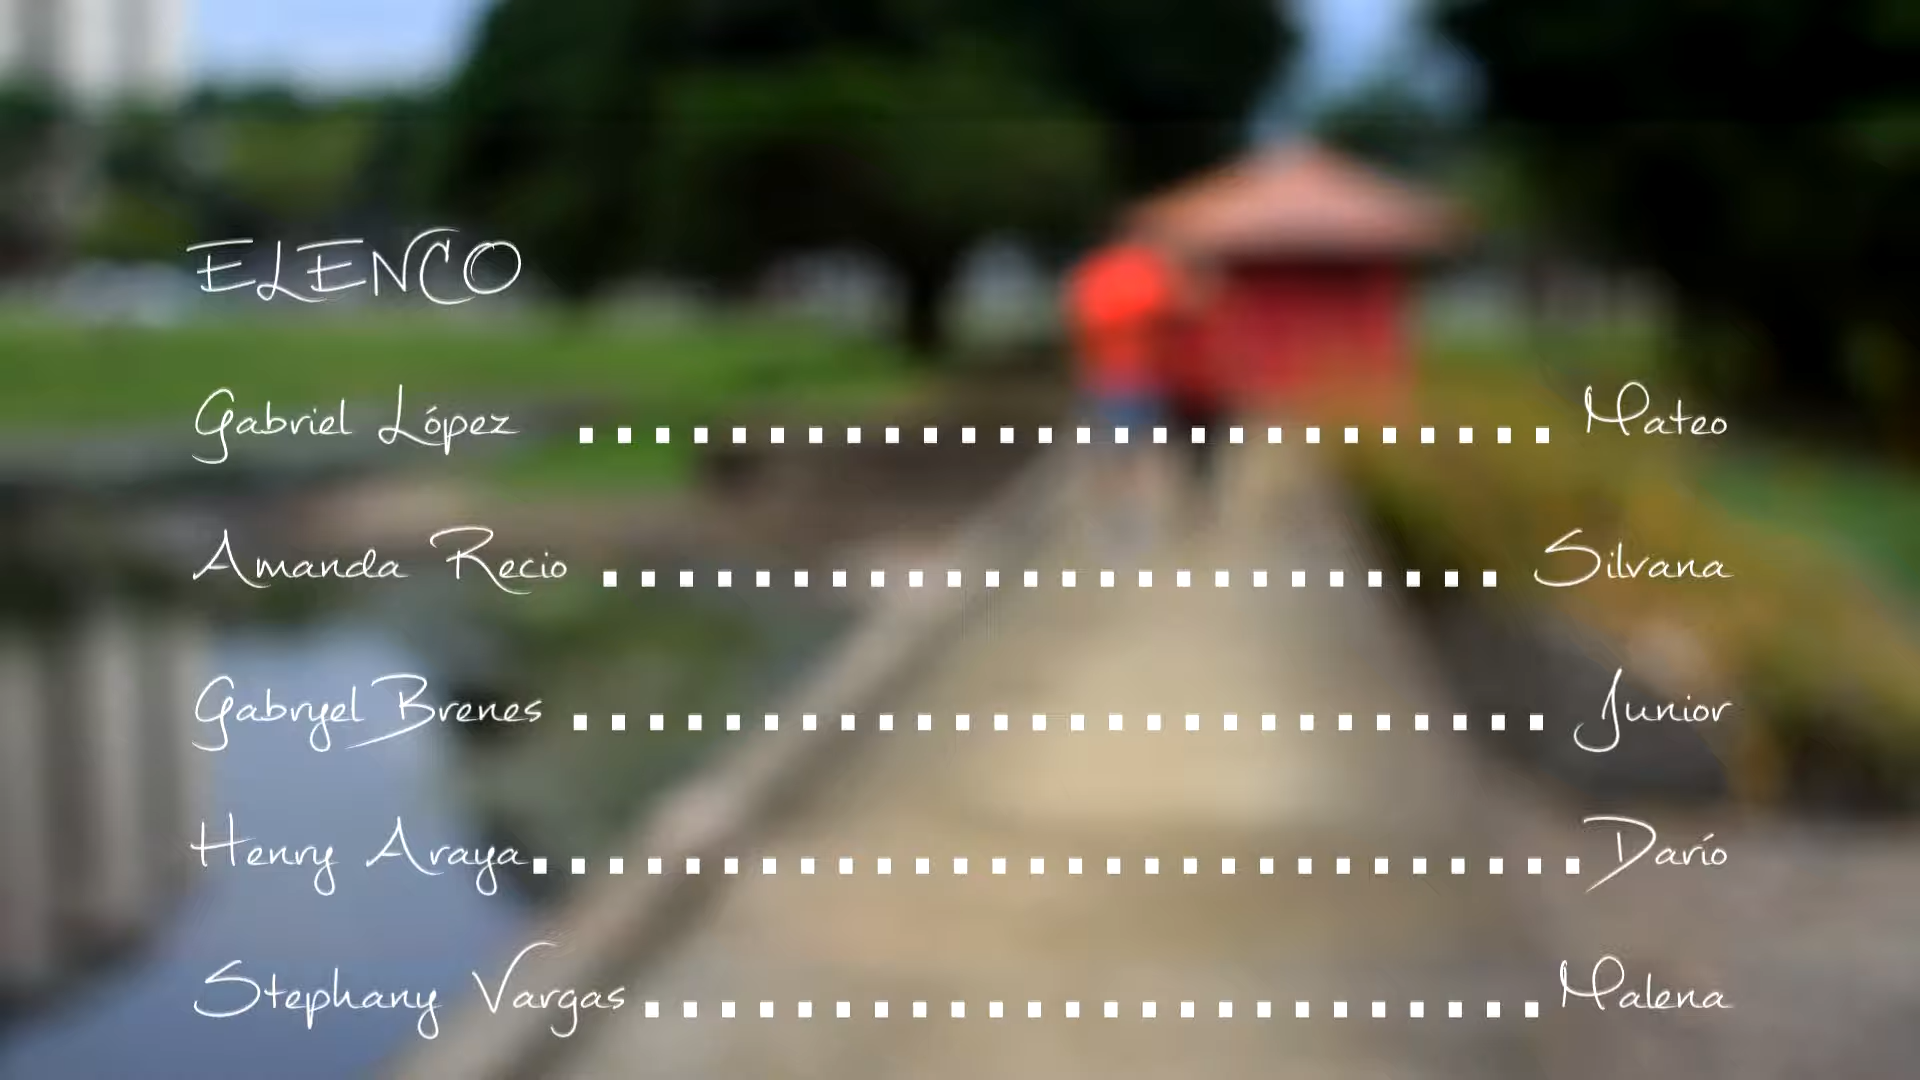 ELENCO
Gabriel López . . . . . . . . . . . . . . . . . . . . . . . . . . Mateo
Amanda Recio . . . . . . . . . . . . . . . . . . . . . . . . Silvana
Gabryel Brenes . . . . . . . . . . . . . . . . . . . . . . . . . . Junior
Henry Araya . . . . . . . . . . . . . . . . . . . . . . . . . . . . Darío
Stephany Vargas . . . . . . . . . . . . . . . . . . . . . . . . Malena